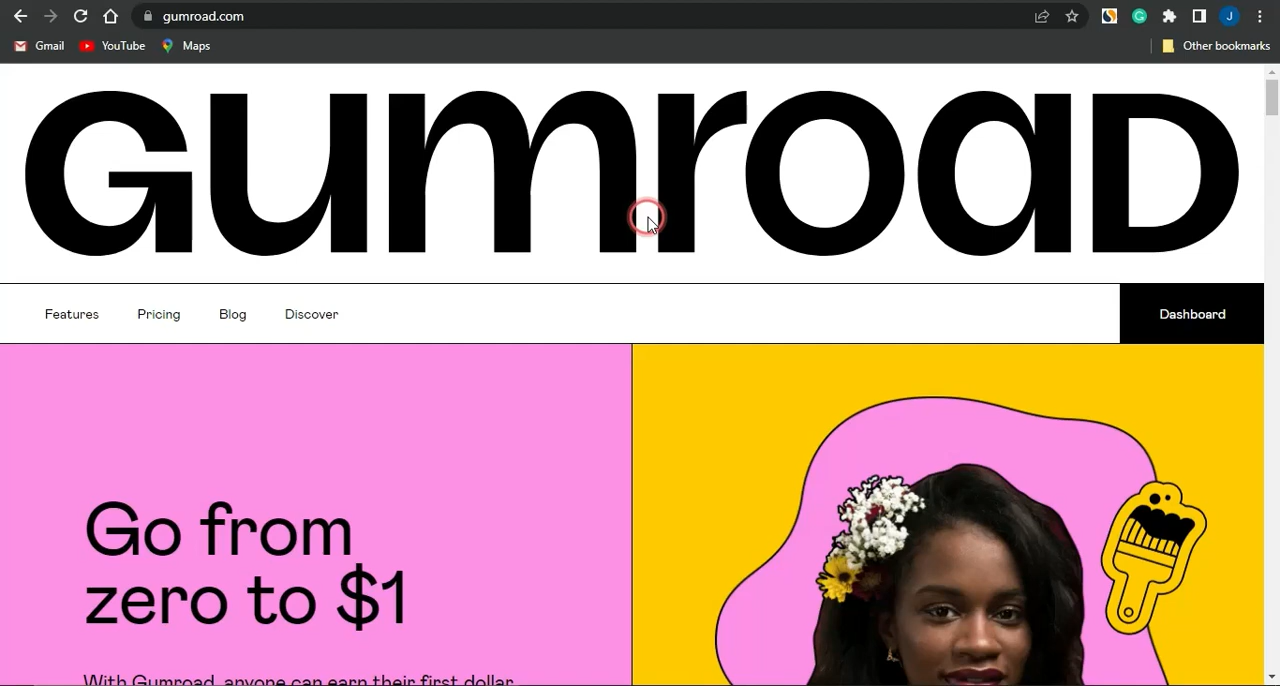 gumroad.com
J
Gmail YouTube Maps Other bookmarks
GumroaD
Features Pricing Blog Discover Dashboard
Go from
zero to $1
With Gumroad, anyone can earn their first dollar